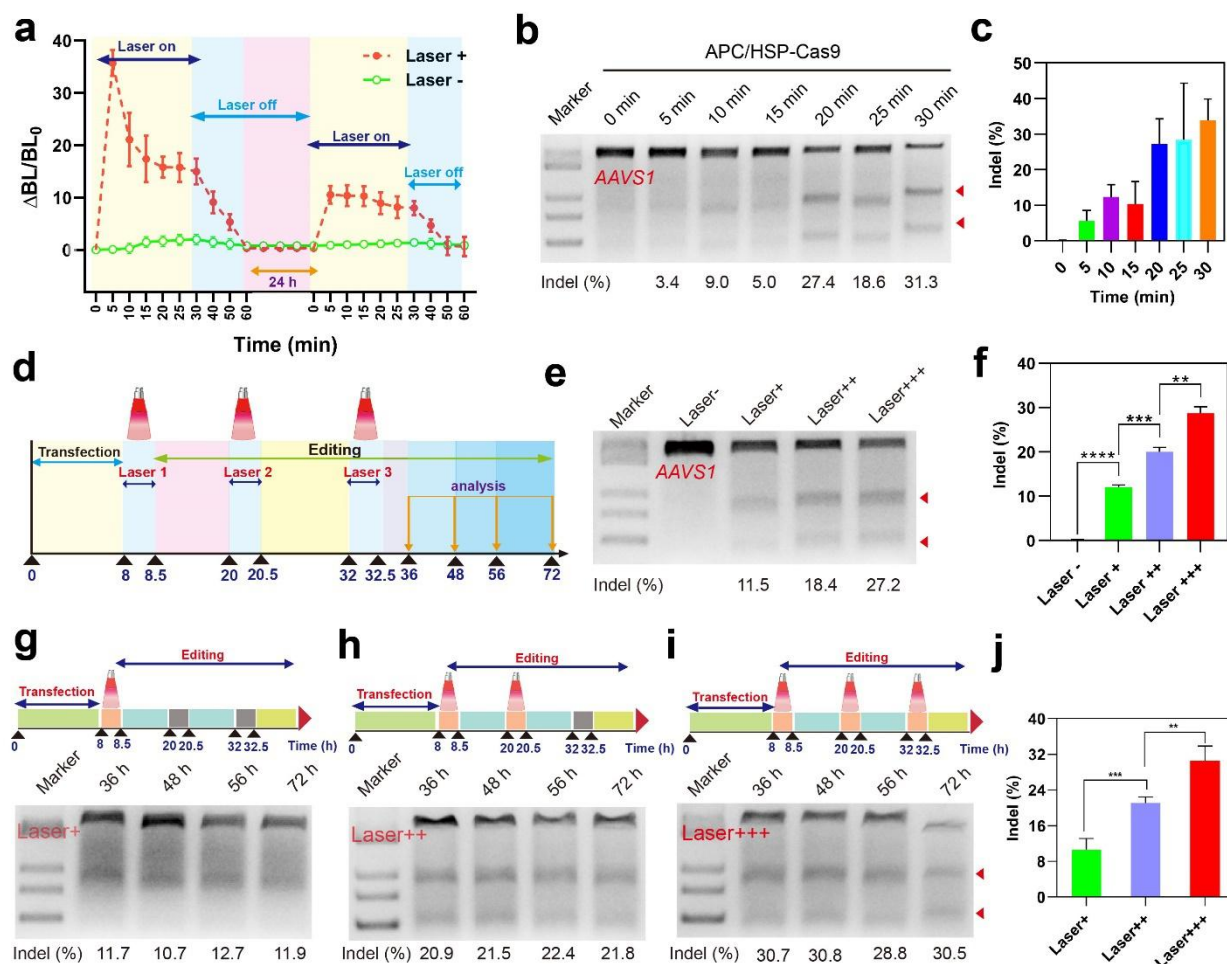 a
40
30
20
10
0
ΔBL/BL0
Laser on
Laser off
Laser on
Laser off
Laser +
Laser -
24 h
0 5 10 15 20 25 30 40 50 60 0 5 10 15 20 25 30 40 50 60
Time (min)
b
APC/HSP-Cas9
Marker 0 min 5 min 10 min 15 min 20 min 25 min 30 min
AAVS1
Indel (%) 3.4 9.0 5.0 27.4 18.6 31.3
c
50
40
30
20
10
0
Indel (%)
0 5 10 15 20 25 30
Time (min)
d
Transfection
Editing
Laser 1 Laser 2 Laser 3
analysis
0 8 8.5 20 20.5 32 32.5 36 48 56 72
e
Marker Laser- Laser+ Laser++ Laser+++
AAVS1
Indel (%) 11.5 18.4 27.2
f
40
30
20
10
0
Indel (%)
**** *** **
Laser - Laser + Laser ++ Laser +++
g
Editing
Transfection
0 8 8.5 20 20.5 32 32.5 Time (h)
Marker 36 h 48 h 56 h 72 h
Laser+
Indel (%) 11.7 10.7 12.7 11.9
h
Editing
Transfection
0 8 8.5 20 20.5 32 32.5 Time (h)
Marker 36 h 48 h 56 h 72 h
Laser++
Indel (%) 20.9 21.5 22.4 21.8
i
Editing
Transfection
0 8 8.5 20 20.5 32 32.5 Time (h)
Marker 36 h 48 h 56 h 72 h
Laser+++
Indel (%) 30.7 30.8 28.8 30.5
j
40
32
24
16
8
0
Indel (%)
*** **
Laser+ Laser++ Laser+++